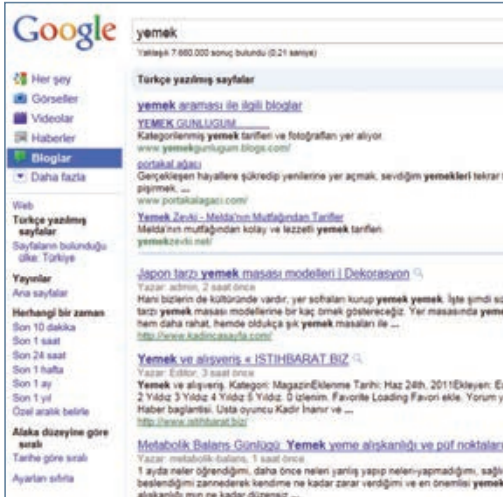 Google
yemek
Yaklaşık 7.660.000 sonuç bulundu (0,21 saniye)
Her şey
Görseller
Videolar
Haberler
Bloglar
Daha fazla
Web
Türkçe yazılmış
sayfalar
Sayfaların bulunduğu
ülke: Türkiye
Yayınlar
Ana sayfalar
Herhangi bir zaman
Son 10 dakika
Son 1 saat
Son 24 saat
Son 1 hafta
Son 1 ay
Son 1 yıl
Özel aralık belirle
Alaka düzeyine göre
sıralı
Tarihe göre sıralı
Ayarları sıfırla
Türkçe yazılmış sayfalar
yemek araması ile ilgili bloglar
YEMEK GUNLUGUM..........
Kategorilenmiş yemek tarifleri ve fotoğrafları yer alıyor.
www.yemekgunlugum.blogs.com/
portakal ağacı
Gerçekleşen hayallere şükredip yenilerine yer açmak, sevdiğim yemekleri tekrar
pişirmek, ...
www.portakalagaci.com/
Yemek Zevki - Melda'nın Mutfağından Tarifler
Melda'nın mutfağından kolay ve lezzetli yemek tarifleri.
yemekzevki.net/
Japon tarzı yemek masası modelleri | Dekorasyon
Yazar: admin, 2 saat önce
Hani bizlerin de kültüründe vardır, yer sofraları kurup yemek yemek. İşte şimdi
tarzı yemek masası modellerine bir kaç örnek göstereceğiz. Yer masasında
hem daha rahat, hemde oldukça şık yemek masaları ile ...
http://www.kadincasayfa.com/
Yemek ve alışveriş « ISTIHBARAT.BIZ
Yazar: Editor, 3 saat önce
Yemek ve alışveriş. Kategori: MagazinEklenme Tarihi: Haz 24th, 2011Ekleyen:
2 Yıldız 3 Yıldız 4 Yıldız 5 Yıldız. 0 izlenim. Favorite Loading Favori ekle. Yorum
Haber baglantisi. Usta oyuncu Kadir İnanır ve ...
http://www.istihbarat.biz/
Metabolik Balans Günlüğü: Yemek yeme alışkanlığı ve püf noktaları
Yazar: metabolik-balans, 1 saat önce
1 ayda neler öğrendiğimi, daha önce neleri yanlış yapıp neleri-yapmadığımı,
beslendiğimi zannederek kendime ne kadar zarar verdiğimi ve en önemlisi
alışkanlığı mın ne kadar düzensiz ...